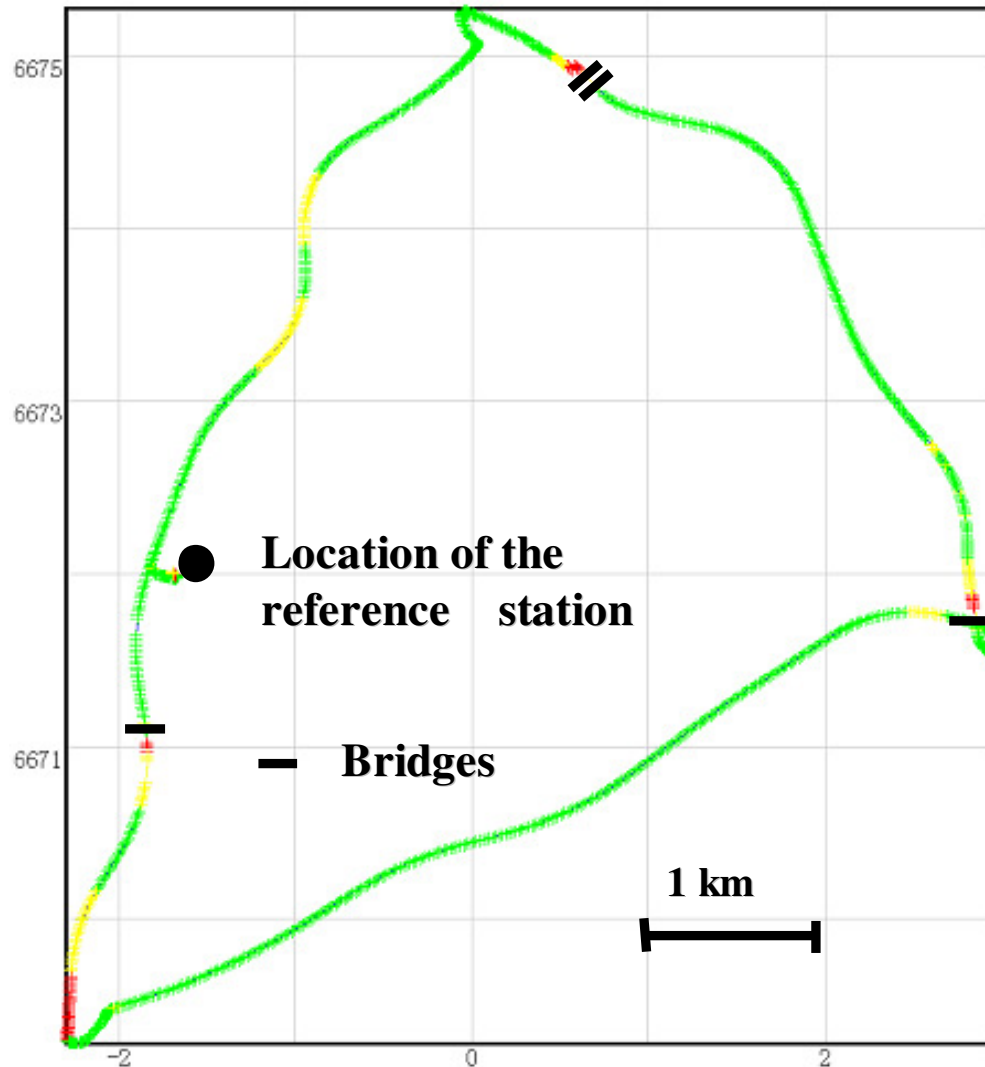 6675
6673
Location of the
reference station
6671
Bridges
1 km
-2 0 2